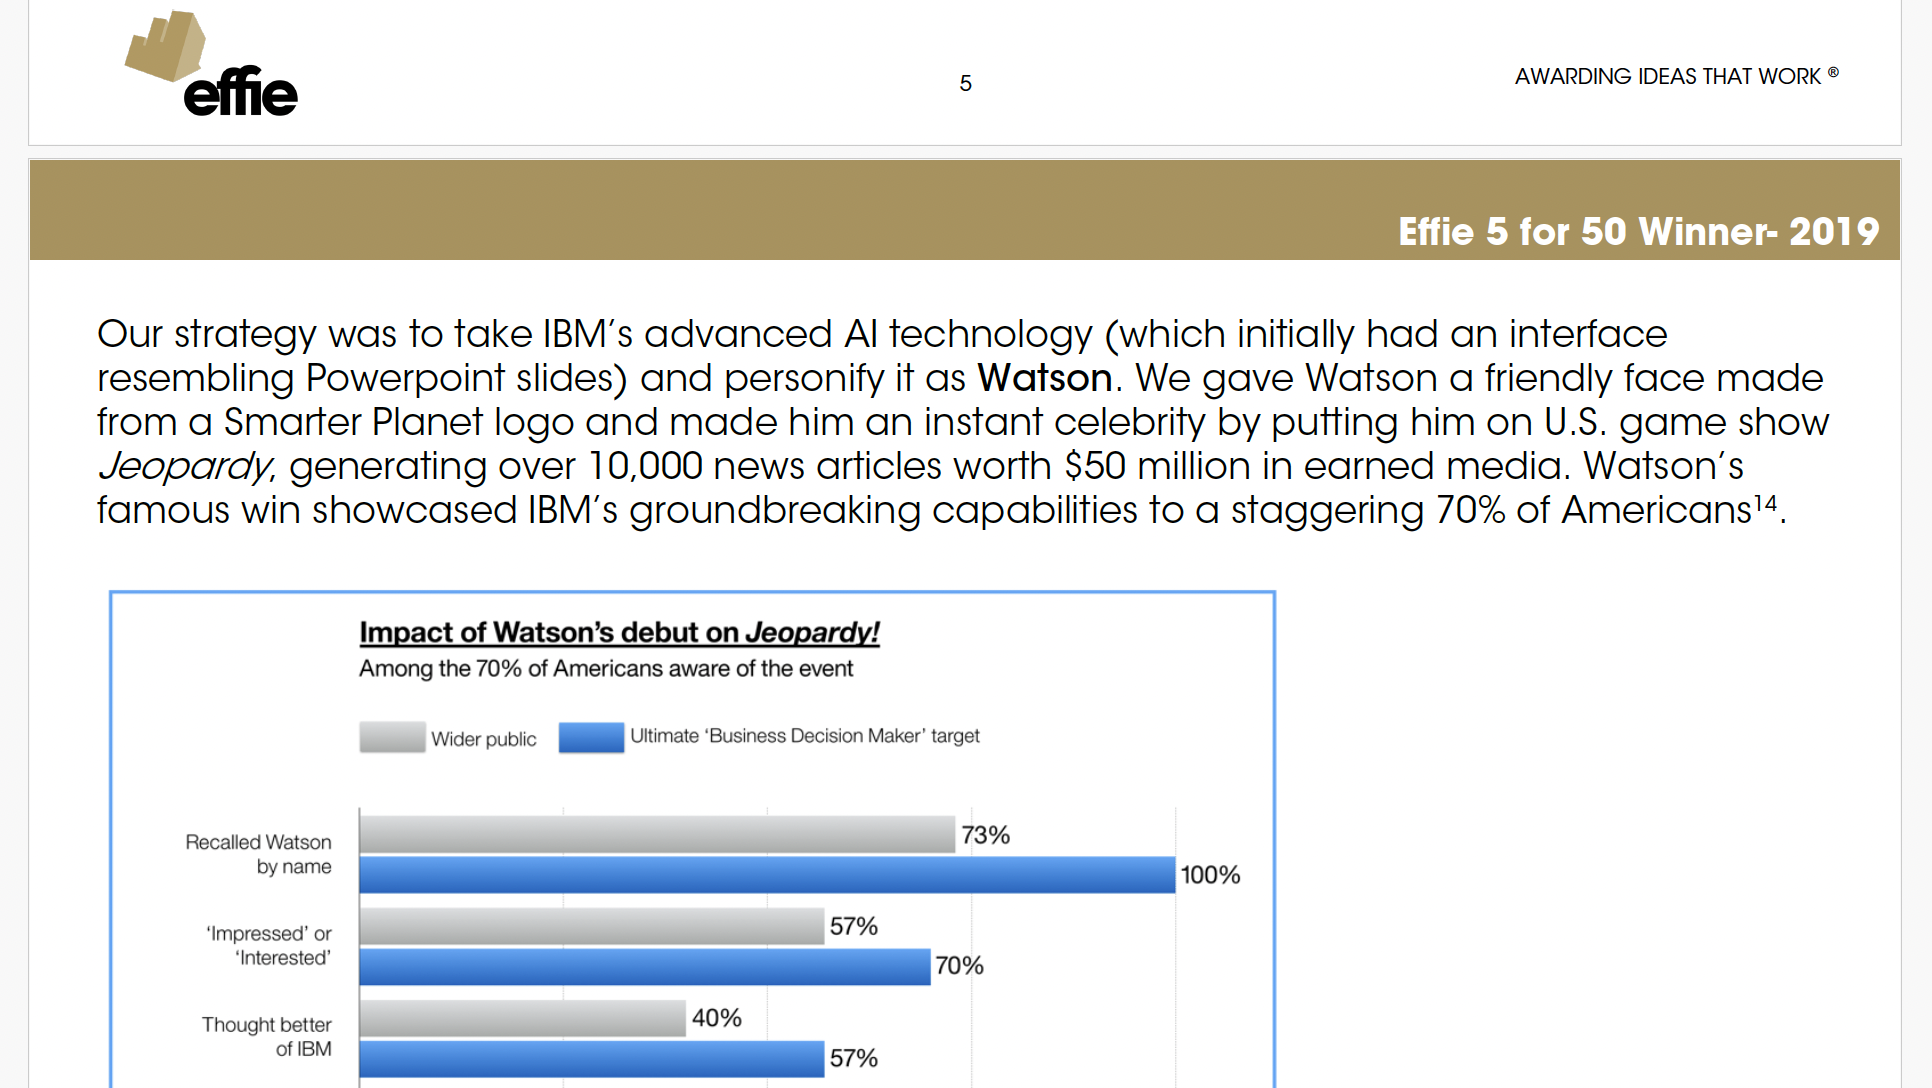 effie
5
AWARDING IDEAS THAT WORK ®
Effie 5 for 50 Winner- 2019
Our strategy was to take IBM’s advanced AI technology (which initially had an interface
resembling Powerpoint slides) and personify it as Watson. We gave Watson a friendly face made
from a Smarter Planet logo and made him an instant celebrity by putting him on U.S. game show
Jeopardy, generating over 10,000 news articles worth $50 million in earned media. Watson’s
famous win showcased IBM’s groundbreaking capabilities to a staggering 70% of Americans¹⁴.
Impact of Watson’s debut on Jeopardy!
Among the 70% of Americans aware of the event
Wider public
Ultimate ‘Business Decision Maker’ target
Recalled Watson
by name
73%
100%
‘Impressed’ or
‘Interested’
57%
70%
Thought better
of IBM
40%
57%